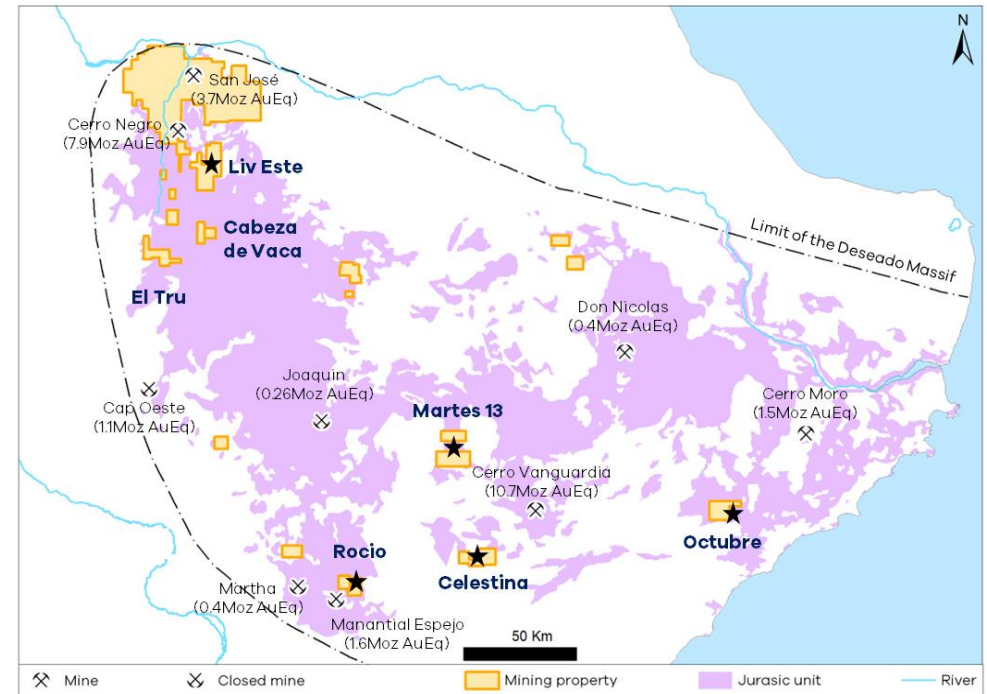 N
San José
(3.7Moz AuEq)
Cerro Negro
(7.9Moz AuEq)
Liv Este
Cabeza
de Vaca
Limit of the Deseado Massif
El Tru
Don Nicolas
(0.4Moz AuEq)
Joaquin
(0.26MOz AuEq)
Cap Oeste
(1.1Moz AuEq)
Martes 13
Cerro Moro
(1.5Moz AuEq)
Cerro Vanguardia
(10.7Moz AuEq)
Rocio
Octubre
Celestina
Martha
(0.4Moz AuEq)
Manantial Espejo
(1.6Moz AuEq)
50 Km
Mine
Closed mine
Mining property
Jurasic unit
River